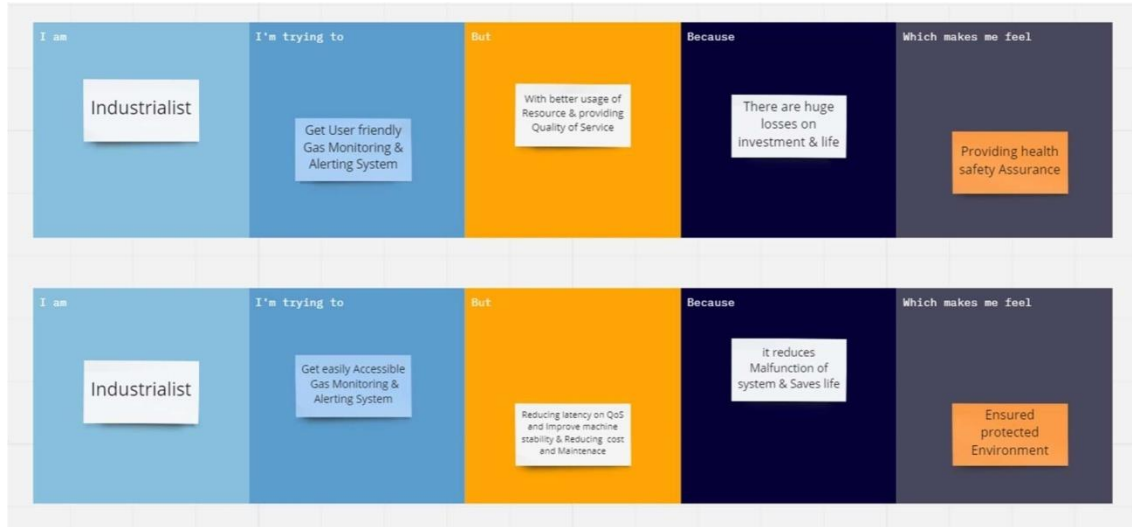 I am
I'm trying to
But
Because
Which makes me feel
Industrialist
Get User friendly
Gas Monitoring &
Alerting System
With better usage of
Resource & providing
Quality of Service
There are huge
losses on
investment & life
Providing health
safety Assurance
I am
I'm trying to
But
Because
Which makes me feel
Industrialist
Get easily Accessible
Gas Monitoring &
Alerting System
Reducing latency on QoS
and Improve machine
stability & Reducing cost
and Maintenace
it reduces
Malfunction of
system & Saves life
Ensured
protected
Environment